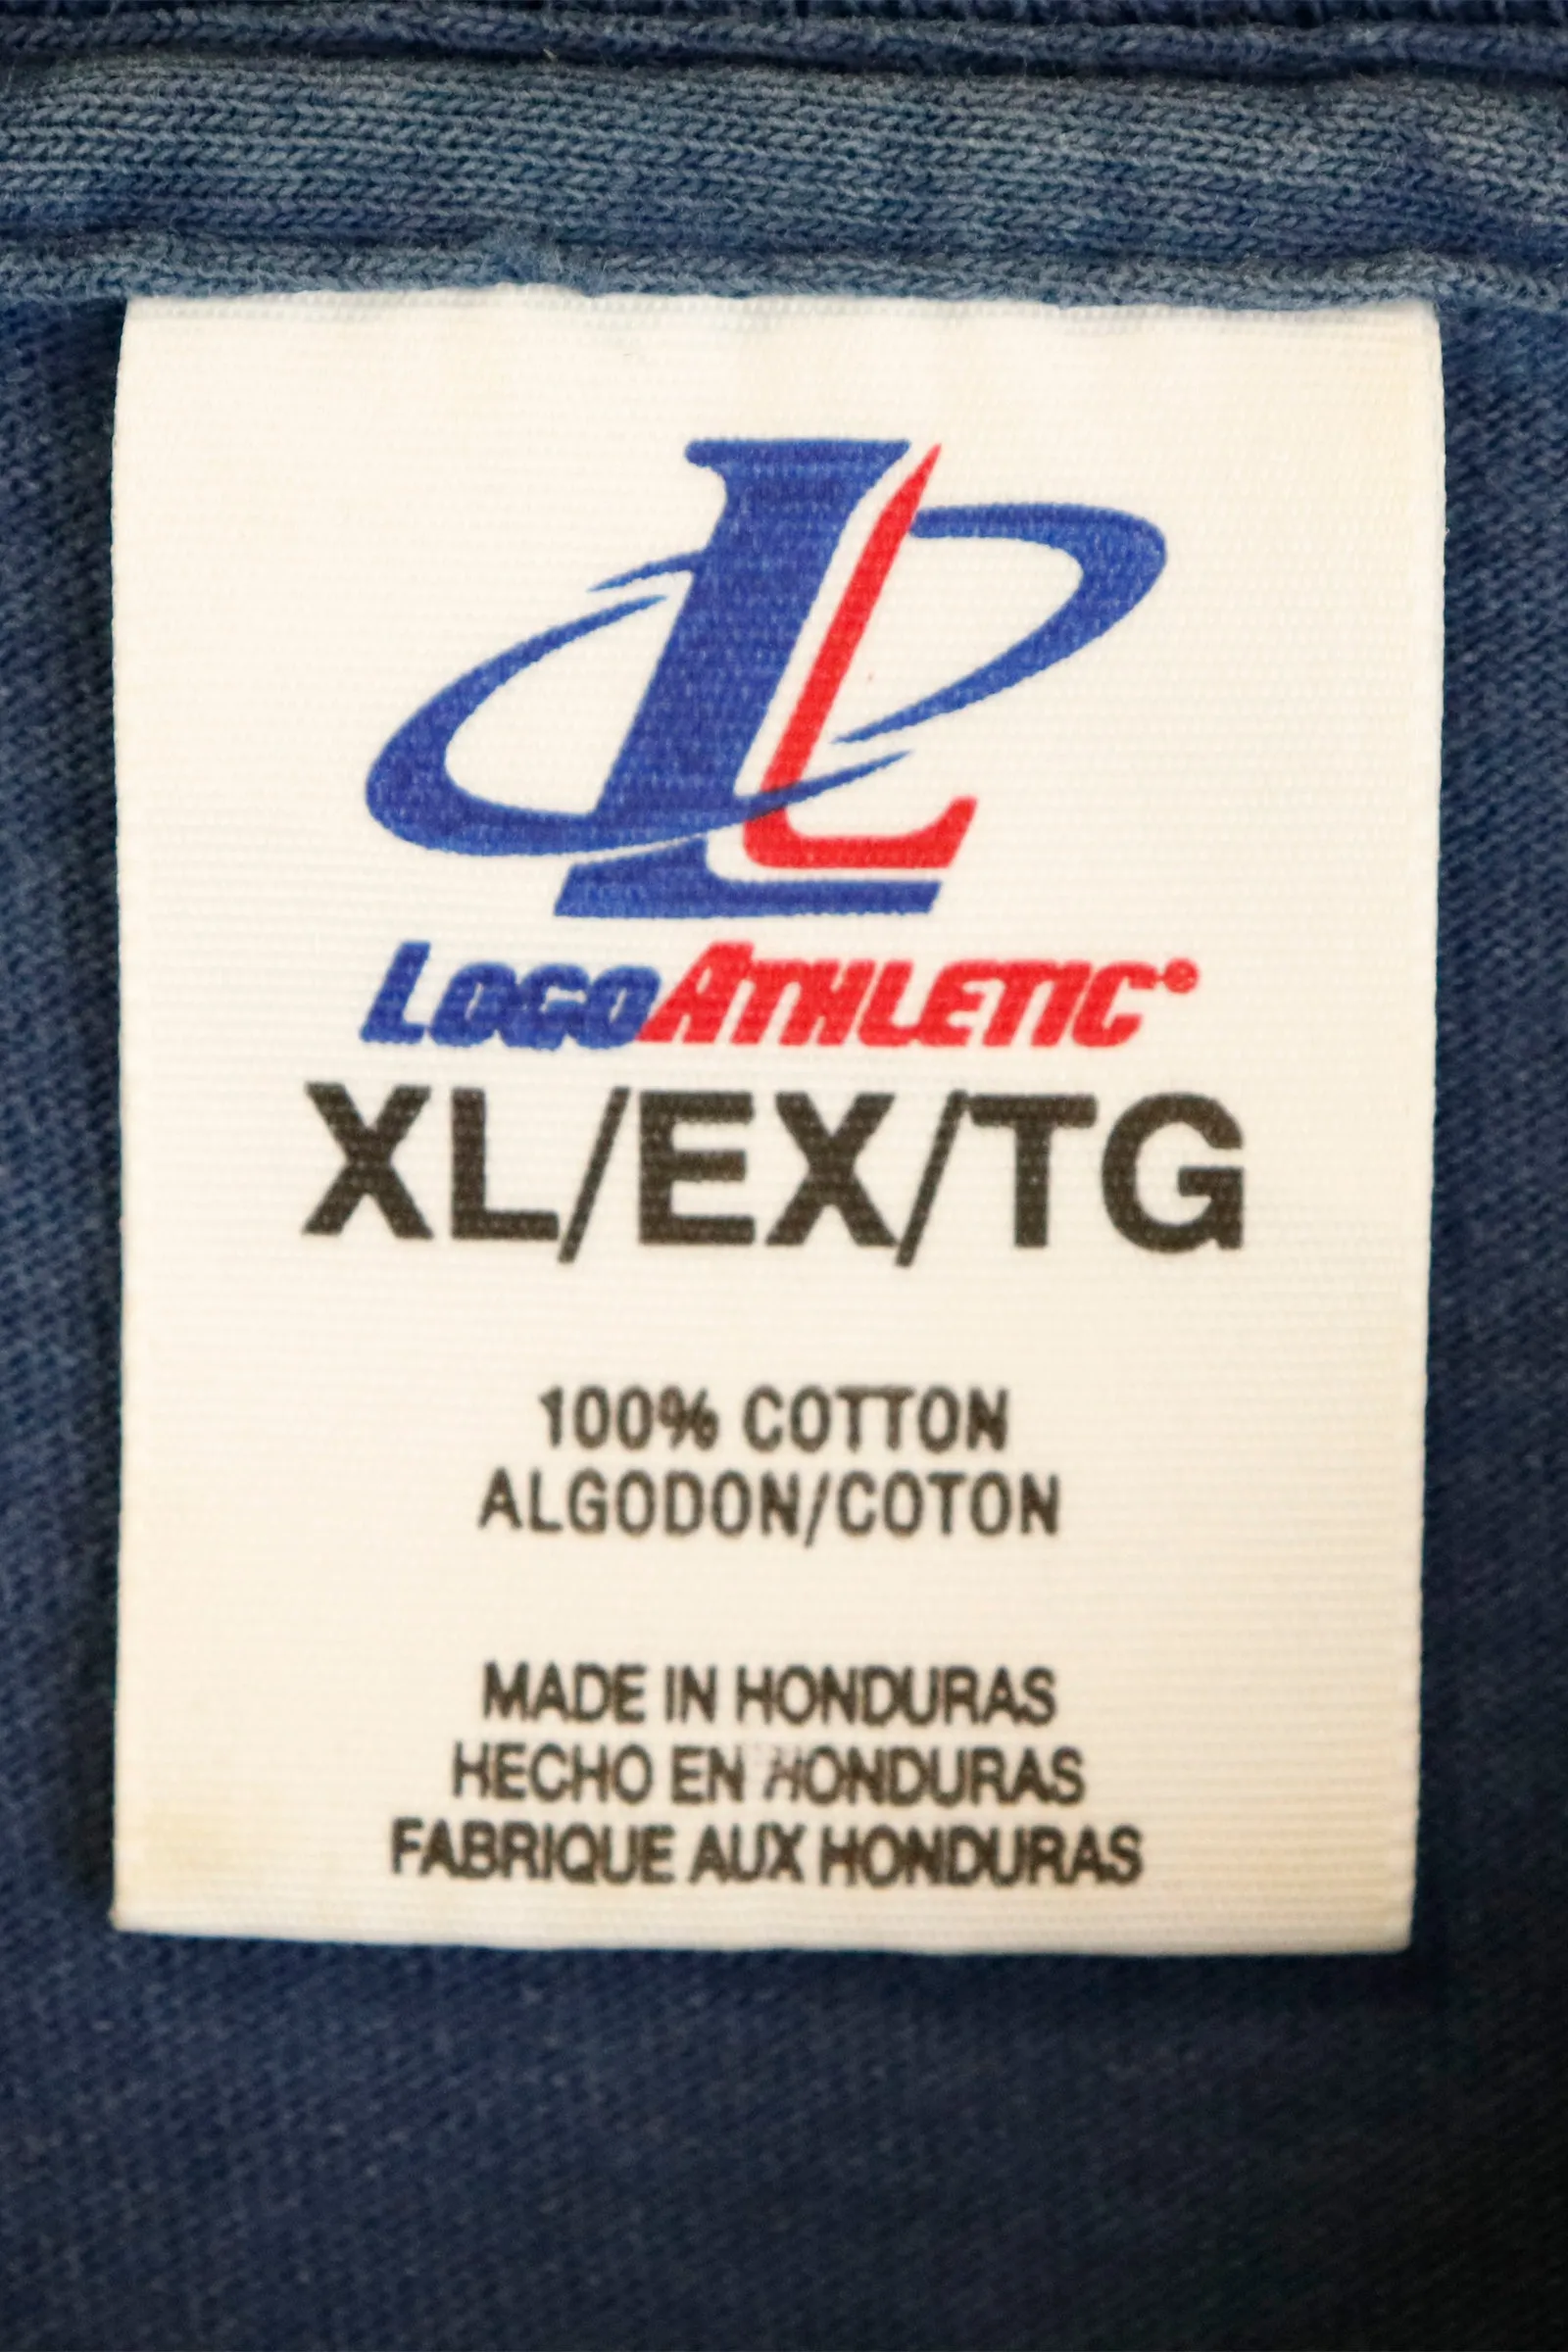 L
LOGOATHLETIC®
XL/EX/TG
100% COTTON
ALGODON/COTON
MADE IN HONDURAS
HECHO EN HONDURAS
FABRIQUE AUX HONDURAS